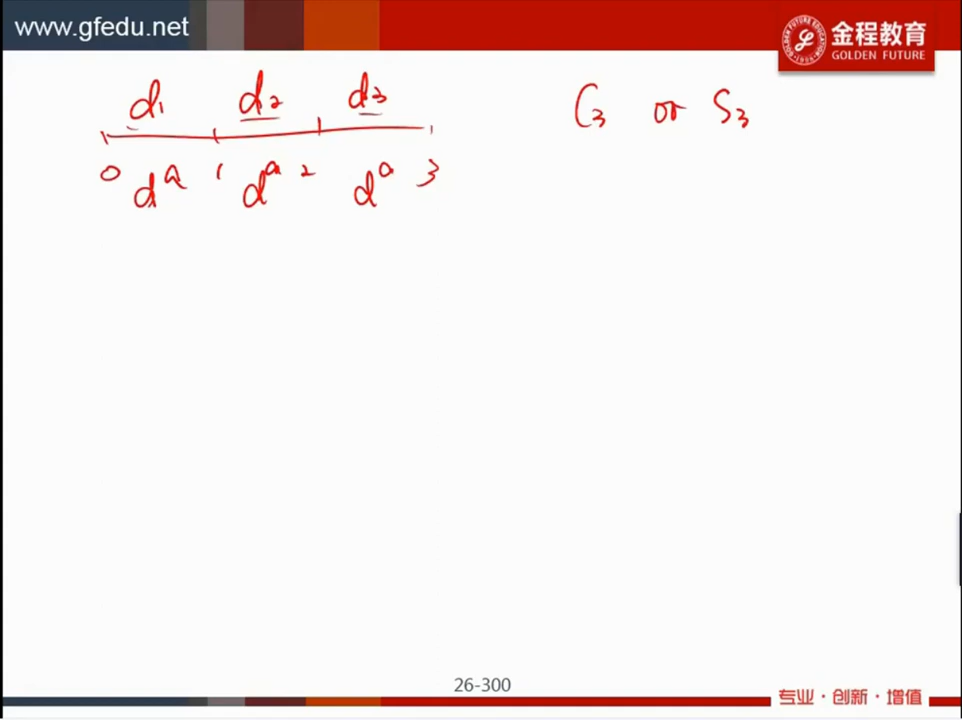 www.gfedu.net
金程教育
GOLDEN FUTURE
d₁ d₂ d₃
C₃ or S₃
0 1 2 3
dᵃ dᵃ dᵃ
26-300
专业·创新·增值